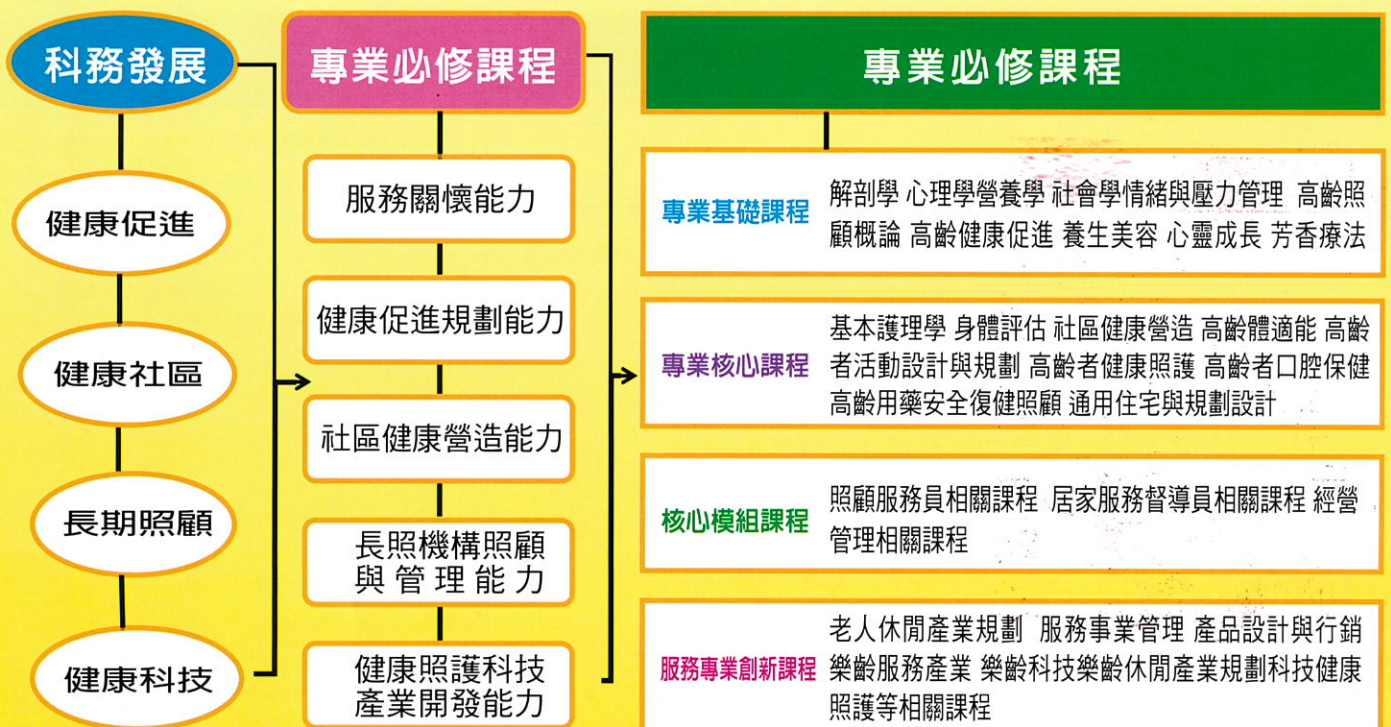 科務發展
健康促進
健康社區
長期照顧
健康科技
專業必修課程
服務關懷能力
健康促進規劃能力
社區健康營造能力
長照機構照顧
與管理能力
健康照護科技
產業開發能力
專業必修課程
專業基礎課程
解剖學 心理學營養學 社會學情緒與壓力管理 高齡照
顧概論 高齡健康促進 養生美容 心靈成長 芳香療法
專業核心課程
基本護理學 身體評估 社區健康營造 高齡體適能 高齡
者活動設計與規劃 高齡者健康照護 高齡者口腔保健
高齡用藥安全復健照顧 通用住宅與規劃設計
核心模組課程
照顧服務員相關課程 居家服務督導員相關課程 經營
管理相關課程
服務專業創新課程
老人休閒產業規劃 服務事業管理 產品設計與行銷
樂齡服務產業 樂齡科技樂齡休閒產業規劃科技健康
照護等相關課程